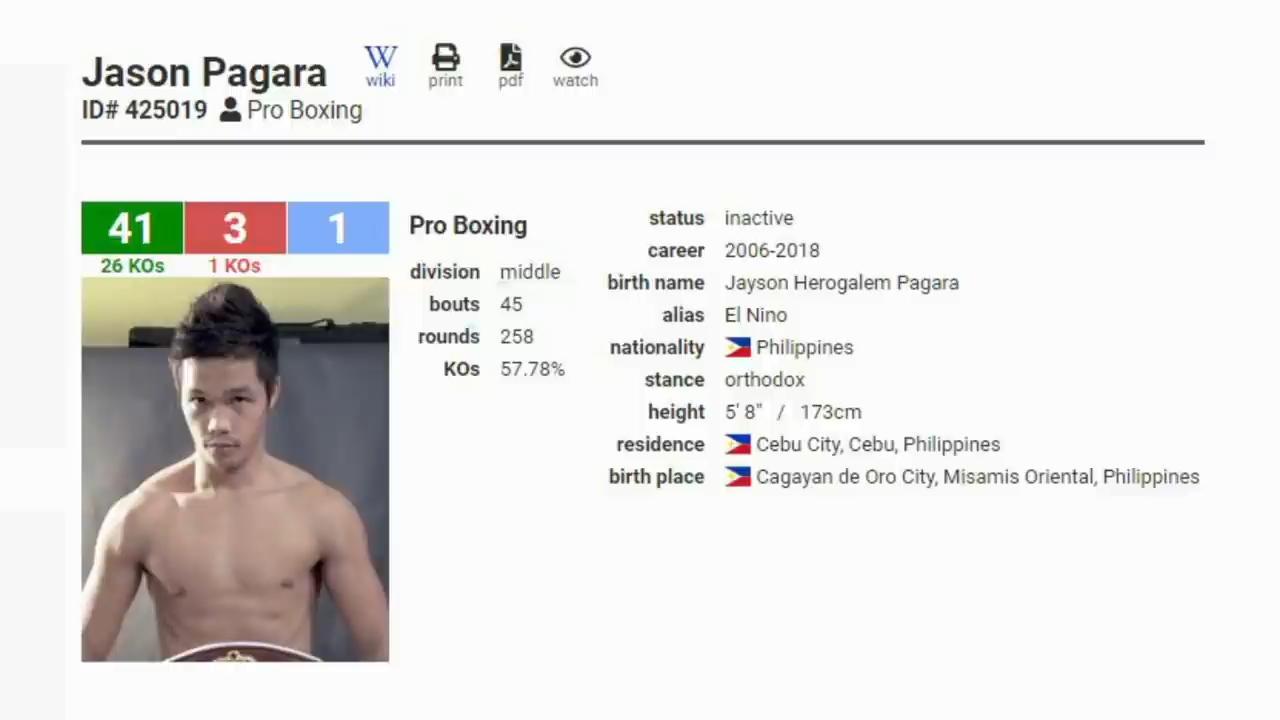 Jason Pagara
W
wiki
print
pdf
watch
ID# 425019 Pro Boxing
41 3 1
26 KOs 1 KOs
Pro Boxing
division middle
bouts 45
rounds 258
KOs 57.78%
status inactive
career 2006-2018
birth name Jayson Herogalem Pagara
alias El Nino
nationality Philippines
stance orthodox
height 5' 8" / 173cm
residence Cebu City, Cebu, Philippines
birth place Cagayan de Oro City, Misamis Oriental, Philippines